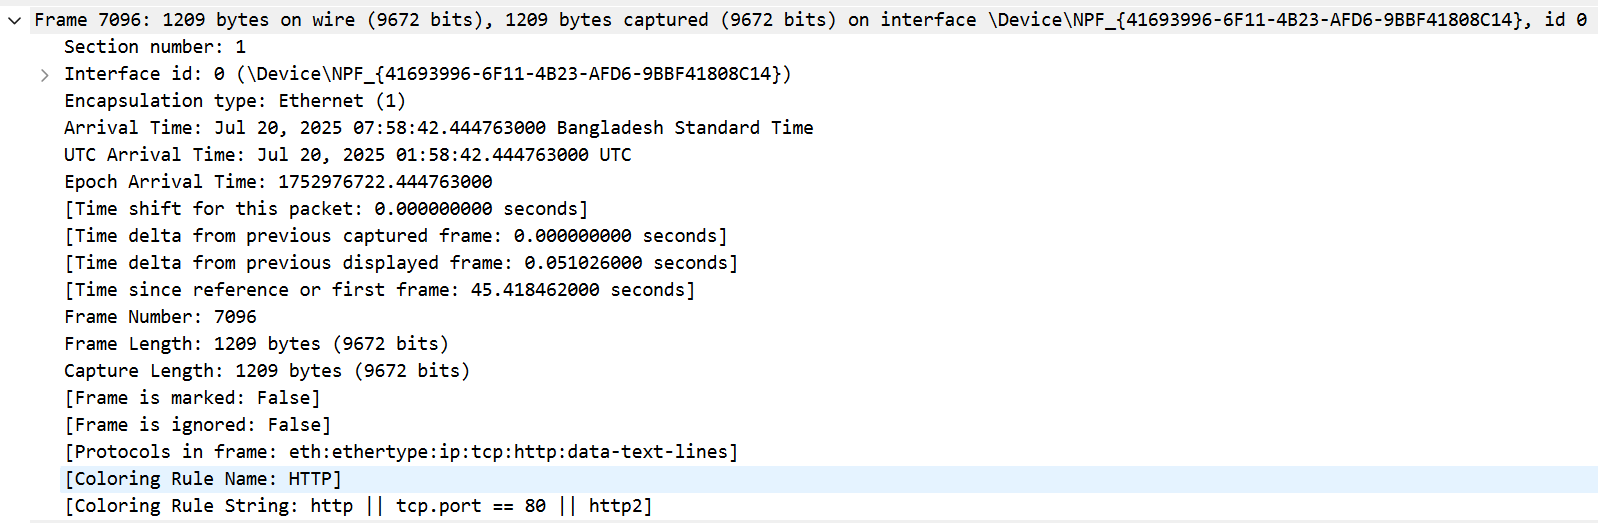 Frame 7096: 1209 bytes on wire (9672 bits), 1209 bytes captured (9672 bits) on interface \Device\NPF_{41693996-6F11-4B23-AFD6-9BBF41808C14}, id 0
Section number: 1
Interface id: 0 (\Device\NPF_{41693996-6F11-4B23-AFD6-9BBF41808C14})
Encapsulation type: Ethernet (1)
Arrival Time: Jul 20, 2025 07:58:42.444763000 Bangladesh Standard Time
UTC Arrival Time: Jul 20, 2025 01:58:42.444763000 UTC
Epoch Arrival Time: 1752976722.444763000
[Time shift for this packet: 0.000000000 seconds]
[Time delta from previous captured frame: 0.000000000 seconds]
[Time delta from previous displayed frame: 0.051026000 seconds]
[Time since reference or first frame: 45.418462000 seconds]
Frame Number: 7096
Frame Length: 1209 bytes (9672 bits)
Capture Length: 1209 bytes (9672 bits)
[Frame is marked: False]
[Frame is ignored: False]
[Protocols in frame: eth:ethertype:ip:tcp:http:data-text-lines]
[Coloring Rule Name: HTTP]
[Coloring Rule String: http || tcp.port == 80 || http2]